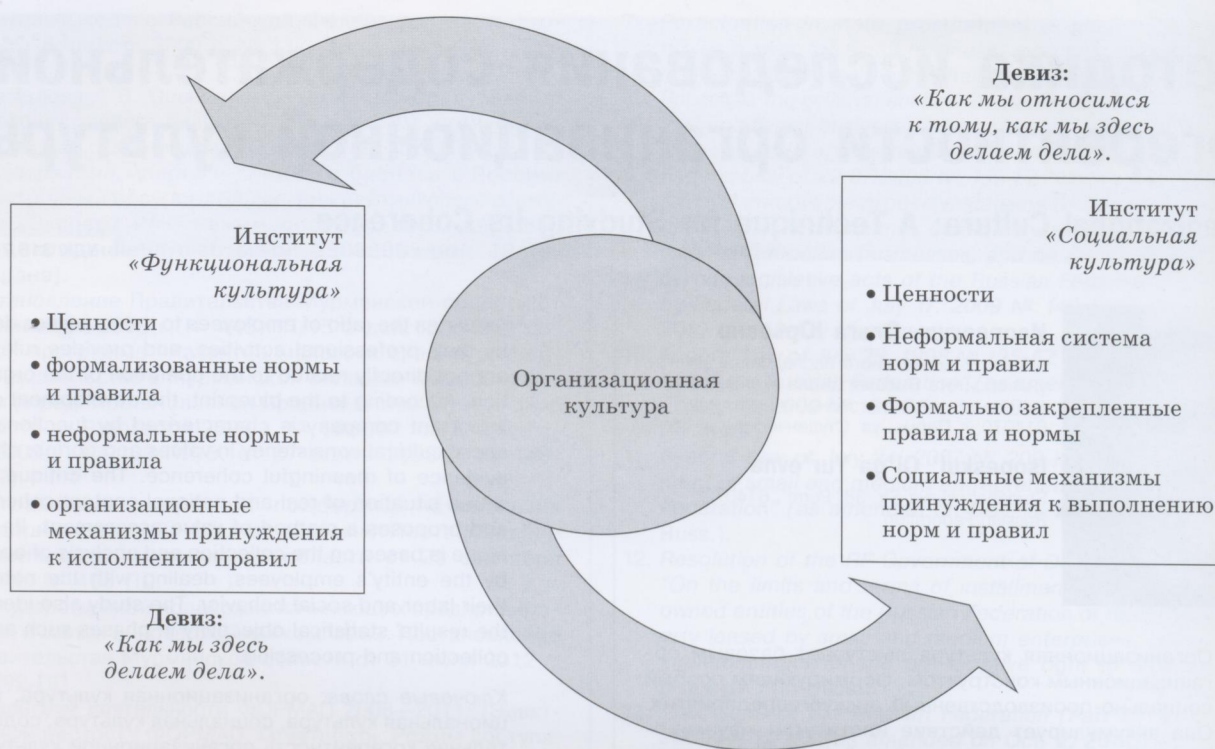 Девиз:
«Как мы относимся
к тому, как мы здесь
делаем дела».
Институт
«Функциональная
культура»
• Ценности
• формализованные нормы
и правила
• неформальные нормы
и правила
• организационные
механизмы принуждения
к исполнению правил
Девиз:
«Как мы здесь
делаем дела».
Организационная
культура
Институт
«Социальная
культура»
• Ценности
• Неформальная система
норм и правил
• Формально закрепленные
правила и нормы
• Социальные механизмы
принуждения к выполнению
норм и правил